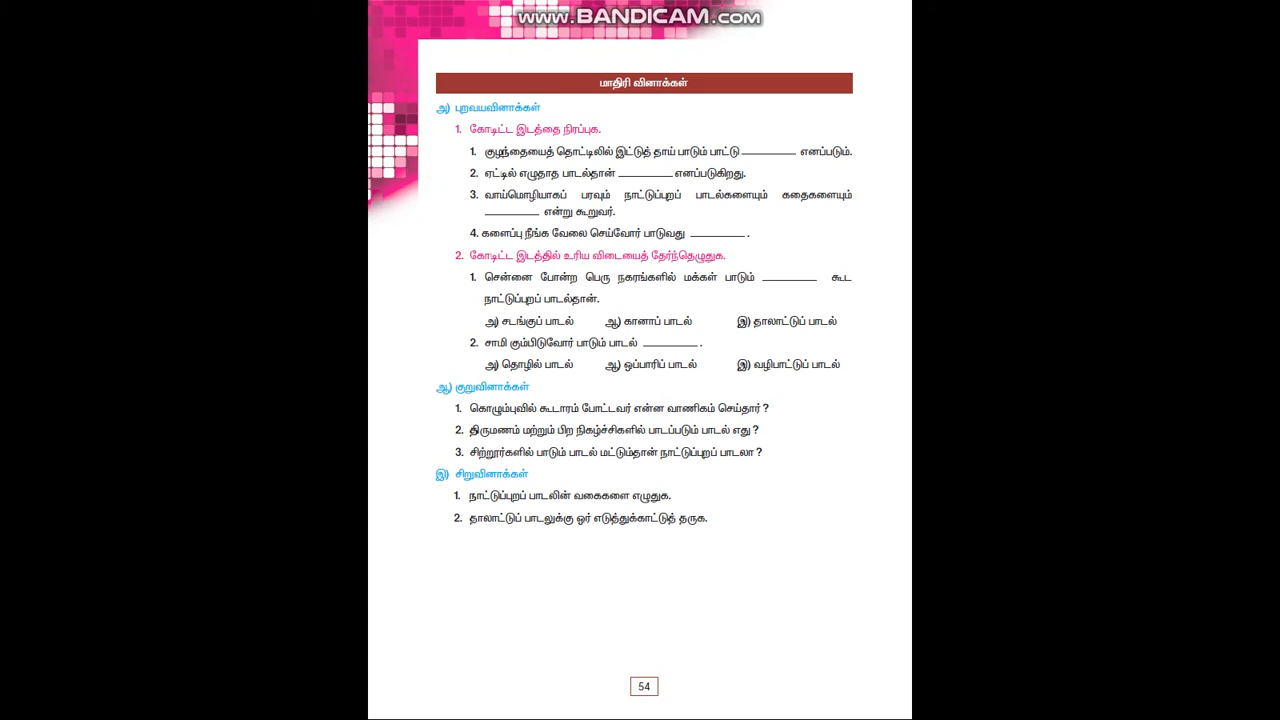 www.BANDICAM.com
மாதிரி வினாக்கள்
அ) புறவயவினாக்கள்
1. கோடிட்ட இடத்தை நிரப்புக.
1. குழந்தையைத் தொட்டிலில் இட்டுத் தாய் பாடும் பாட்டு __________ எனப்படும்.
2. ஏட்டில் எழுதாத பாடல்தான் __________ எனப்படுகிறது.
3. வாய்மொழியாகப் பரவும் நாட்டுப்புறப் பாடல்களையும் கதைகளையும்
__________ என்று கூறுவர்.
4. களைப்பு நீங்க வேலை செய்வோர் பாடுவது __________ .
2. கோடிட்ட இடத்தில் உரிய விடையைத் தேர்ந்தெழுதுக.
1. சென்னை போன்ற பெரு நகரங்களில் மக்கள் பாடும் __________ கூட
நாட்டுப்புறப் பாடல்தான்.
அ) சடங்குப் பாடல் ஆ) கானாப் பாடல் இ) தாலாட்டுப் பாடல்
2. சாமி கும்பிடுவோர் பாடும் பாடல் __________ .
அ) தொழில் பாடல் ஆ) ஒப்பாரிப் பாடல் இ) வழிபாட்டுப் பாடல்
ஆ) குறுவினாக்கள்
1. கொழும்புவில் கூடாரம் போட்டவர் என்ன வாணிகம் செய்தார் ?
2. திருமணம் மற்றும் பிற நிகழ்ச்சிகளில் பாடப்படும் பாடல் எது ?
3. சிற்றூர்களில் பாடும் பாடல் மட்டும்தான் நாட்டுப்புறப் பாடலா ?
இ) சிறுவினாக்கள்
1. நாட்டுப்புறப் பாடலின் வகைகளை எழுதுக.
2. தாலாட்டுப் பாடலுக்கு ஓர் எடுத்துக்காட்டுத் தருக.
54